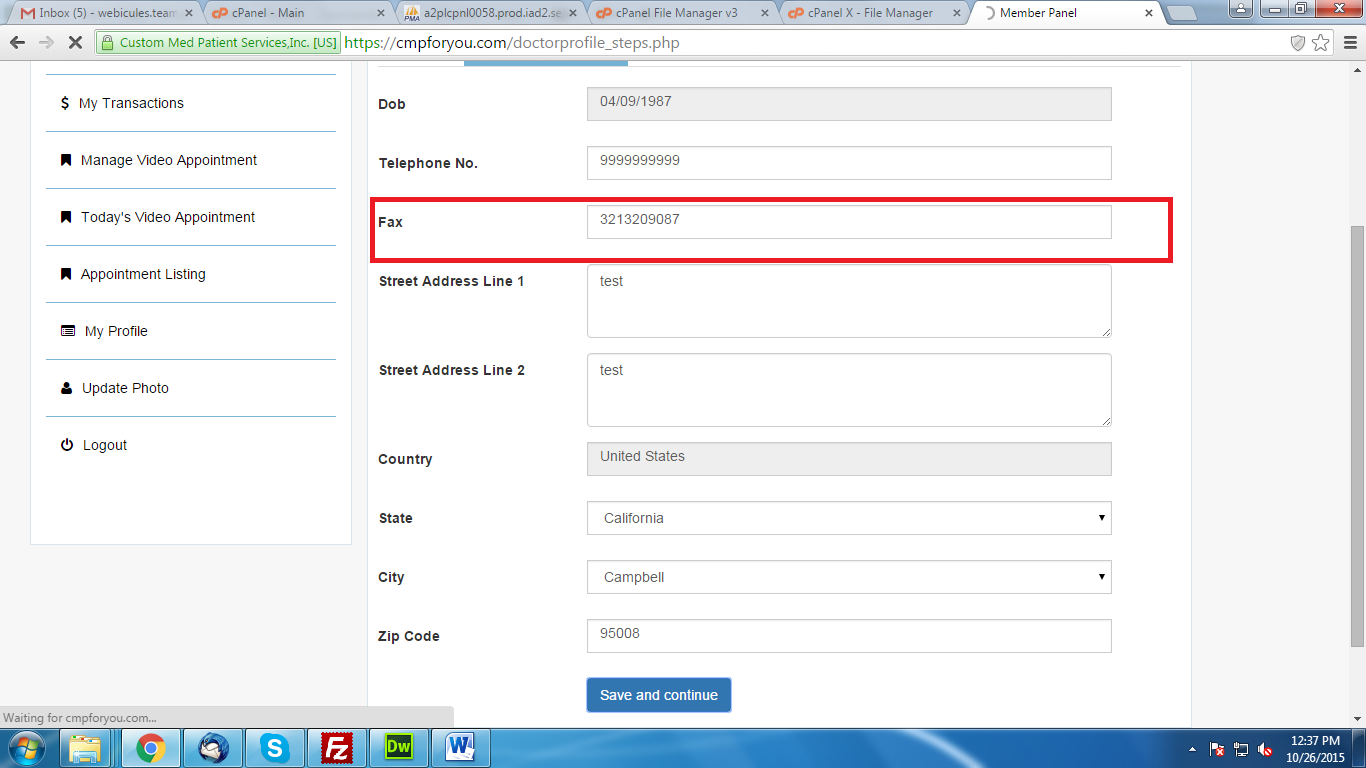 Inbox (5) - webicules.team
cPanel - Main
a2plcpnl0058.prod.iad2.se
cPanel File Manager v3
cPanel X - File Manager
Member Panel
Custom Med Patient Services,Inc. [US]
https://cmpforyou.com/doctorprofile_steps.php
$ My Transactions
Manage Video Appointment
Today's Video Appointment
Appointment Listing
My Profile
Update Photo
Logout
Dob 04/09/1987
Telephone No. 9999999999
Fax 3213209087
Street Address Line 1 test
Street Address Line 2 test
Country United States
State California
City Campbell
Zip Code 95008
Save and continue
Waiting for cmpforyou.com...
12:37 PM
10/26/2015